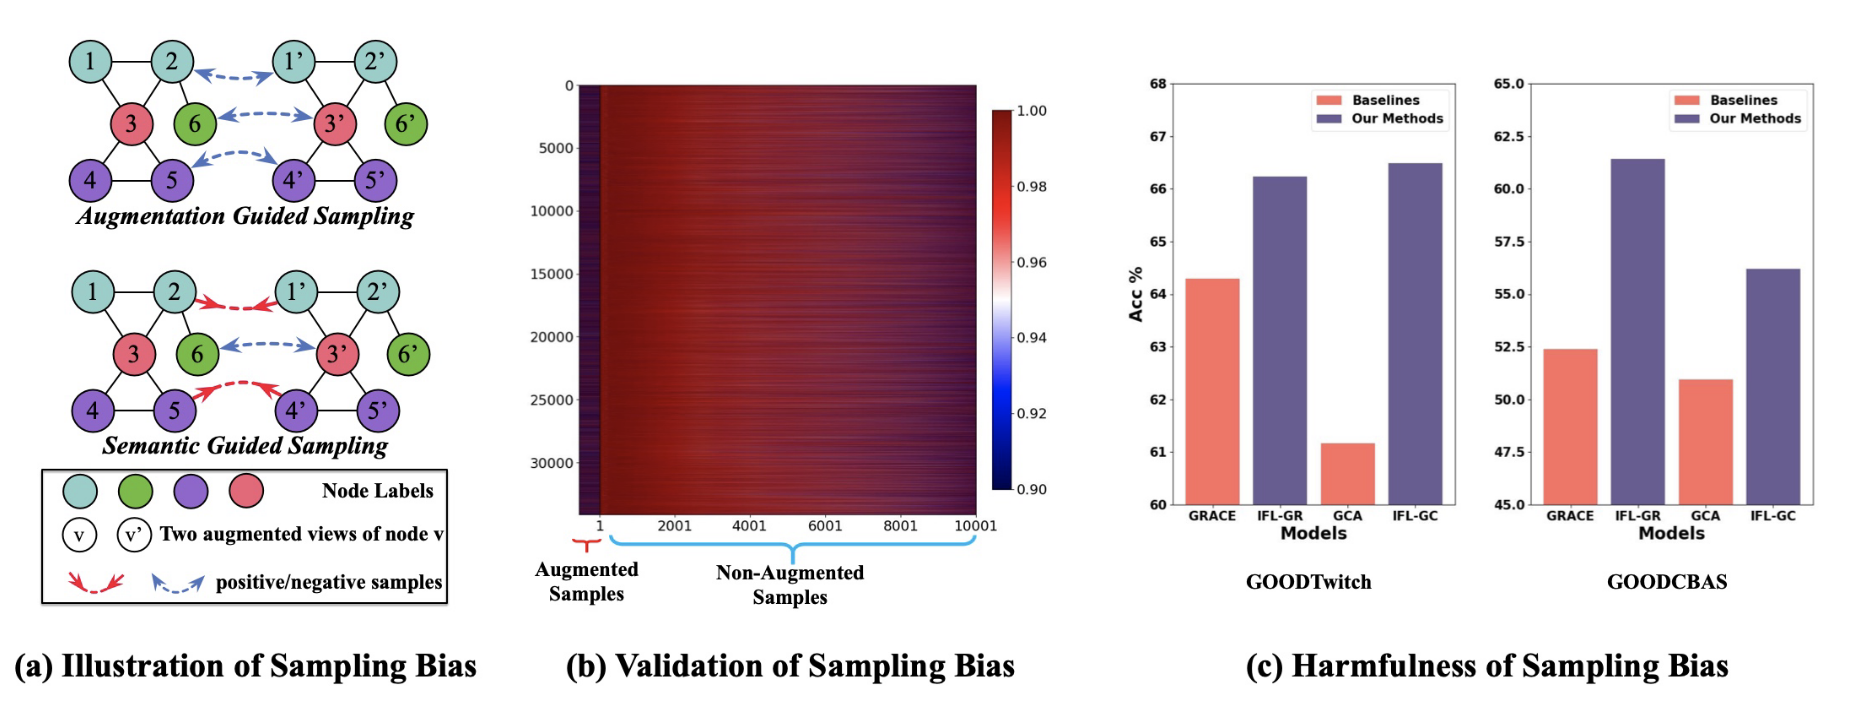 1 2 1’ 2’
3 6 3’ 6’
4 5 4’ 5’
Augmentation Guided Sampling
1 2 1’ 2’
3 6 3’ 6’
4 5 4’ 5’
Semantic Guided Sampling
Node Labels
v v’ Two augmented views of node v
positive/negative samples
(a) Illustration of Sampling Bias
0
5000
10000
15000
20000
25000
30000
1 2001 4001 6001 8001 10001
1.00
0.98
0.96
0.94
0.92
0.90
Augmented
Samples
Non-Augmented
Samples
(b) Validation of Sampling Bias
Acc %
68
67
66
65
64
63
62
61
60
Baselines
Our Methods
GRACE IFL-GR GCA IFL-GC
Models
GOODTwitch
65.0
62.5
60.0
57.5
55.0
52.5
50.0
47.5
45.0
Baselines
Our Methods
GRACE IFL-GR GCA IFL-GC
Models
GOODCBAS
(c) Harmfulness of Sampling Bias